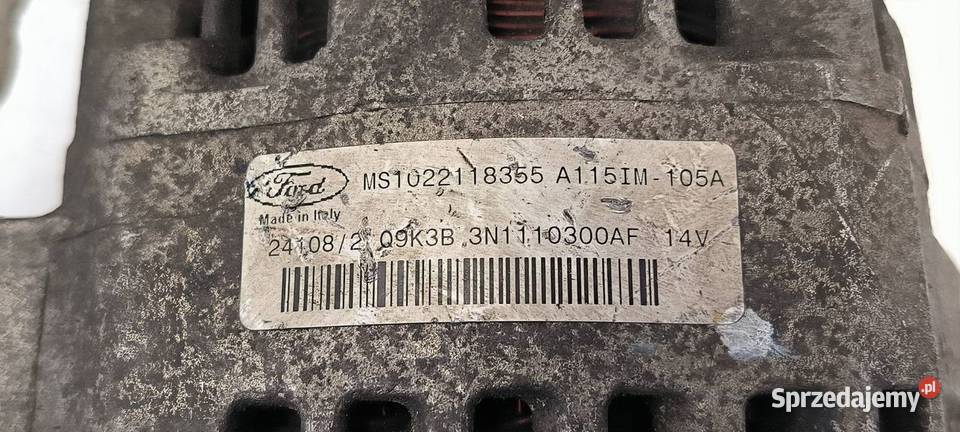 Ford
MS1022118355 A115IM-105A
Made in Italy
24108/2 Q9K3B 3N1110300AF 14V
Sprzedajemy.pl